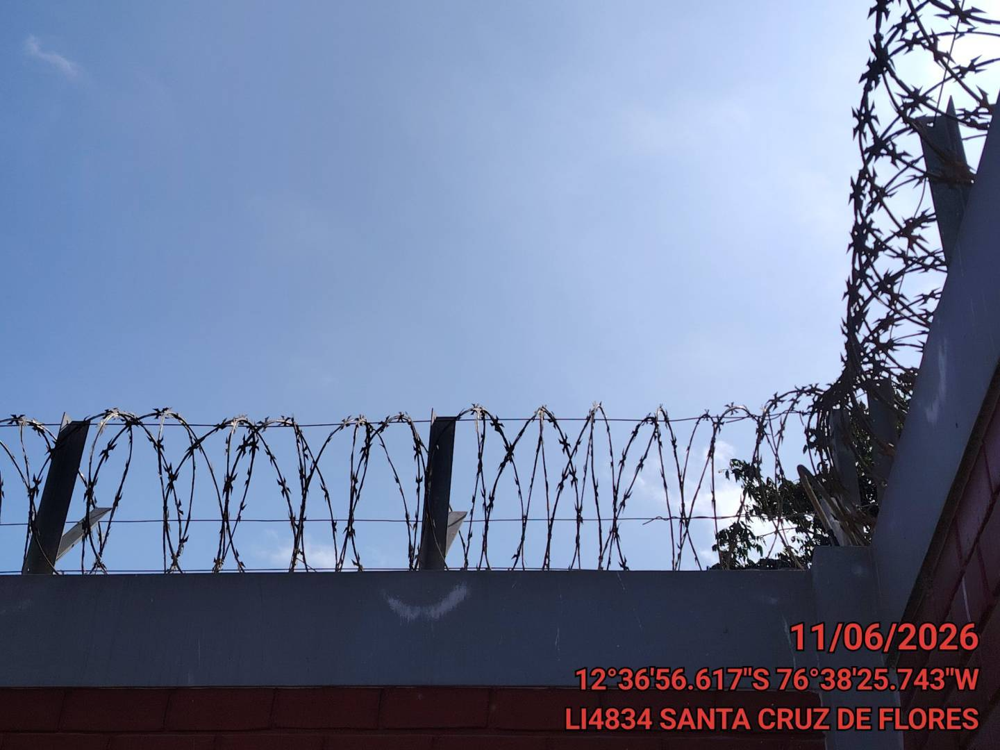 11/06/2026
12°36'56.617"S 76°38'25.743"W
LI4834 SANTA CRUZ DE FLORES